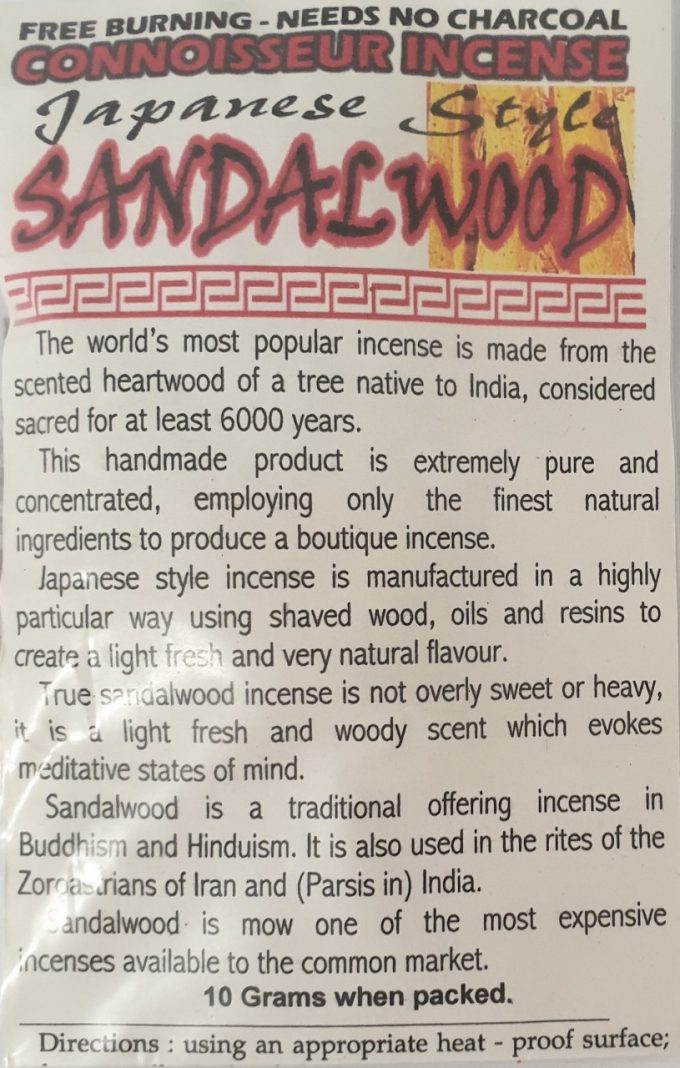 FREE BURNING - NEEDS NO CHARCOAL
CONNOISSEUR INCENSE
Japanese Style
SANDALWOOD
The world's most popular incense is made from the
scented heartwood of a tree native to India, considered
sacred for at least 6000 years.
This handmade product is extremely pure and
concentrated, employing only the finest natural
ingredients to produce a boutique incense.
Japanese style incense is manufactured in a highly
particular way using shaved wood, oils and resins to
create a light fresh and very natural flavour.
True sandalwood incense is not overly sweet or heavy,
it is a light fresh and woody scent which evokes
meditative states of mind.
Sandalwood is a traditional offering incense in
Buddhism and Hinduism. It is also used in the rites of the
Zoroastrians of Iran and (Parsis in) India.
Sandalwood is mow one of the most expensive
incenses available to the common market.
10 Grams when packed.
Directions : using an appropriate heat - proof surface;